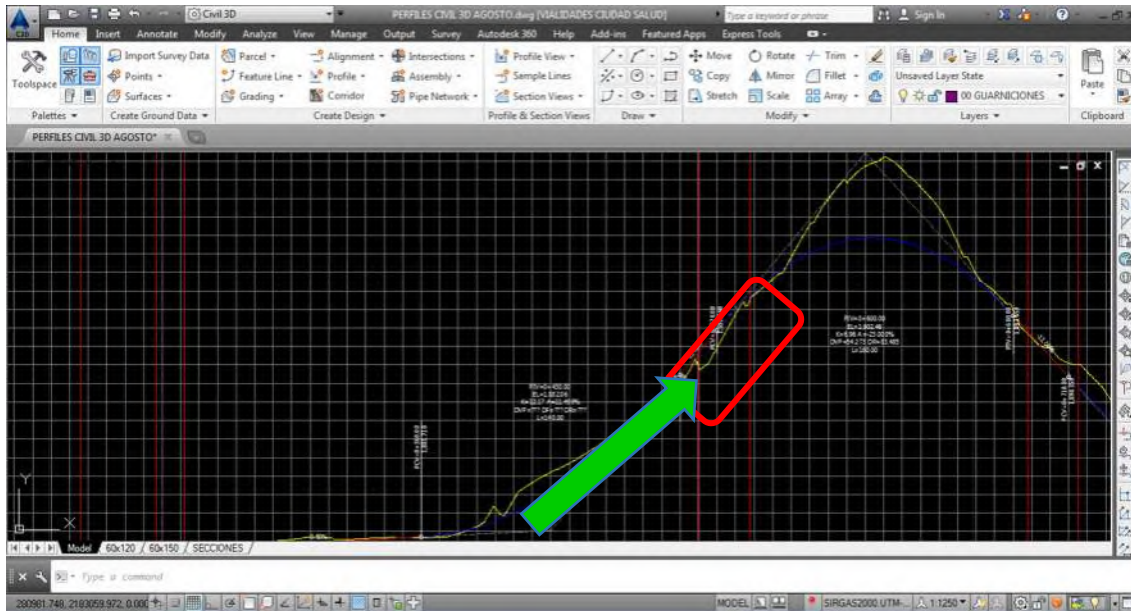 Civil 3D
PERFILES CIVIL 3D AGOSTO.dwg [VIALIDADES CIUDAD SALUD]
Type a keyword or phrase
Sign In
C3D
Home Insert Annotate Modify Analyze View Manage Output Survey Autodesk 360 Help Add-ins Featured Apps Express Tools
Toolspace
Import Survey Data
Points
Surfaces
Parcel
Feature Line
Grading
Alignment
Profile
Corridor
Intersections
Assembly
Pipe Network
Profile View
Sample Lines
Section Views
Move
Copy
Stretch
Rotate
Mirror
Scale
Trim
Fillet
Array
Unsaved Layer State
00 GUARNICIONES
Paste
Palettes
Create Ground Data
Create Design
Profile & Section Views
Draw
Modify
Layers
Clipboard
PERFILES CIVIL 3D AGOSTO*
Y
X
Model / 60x120 / 60x150 / SECCIONES /
Type a command
MODEL
SIRGAS2000.UTM-...
1:1250